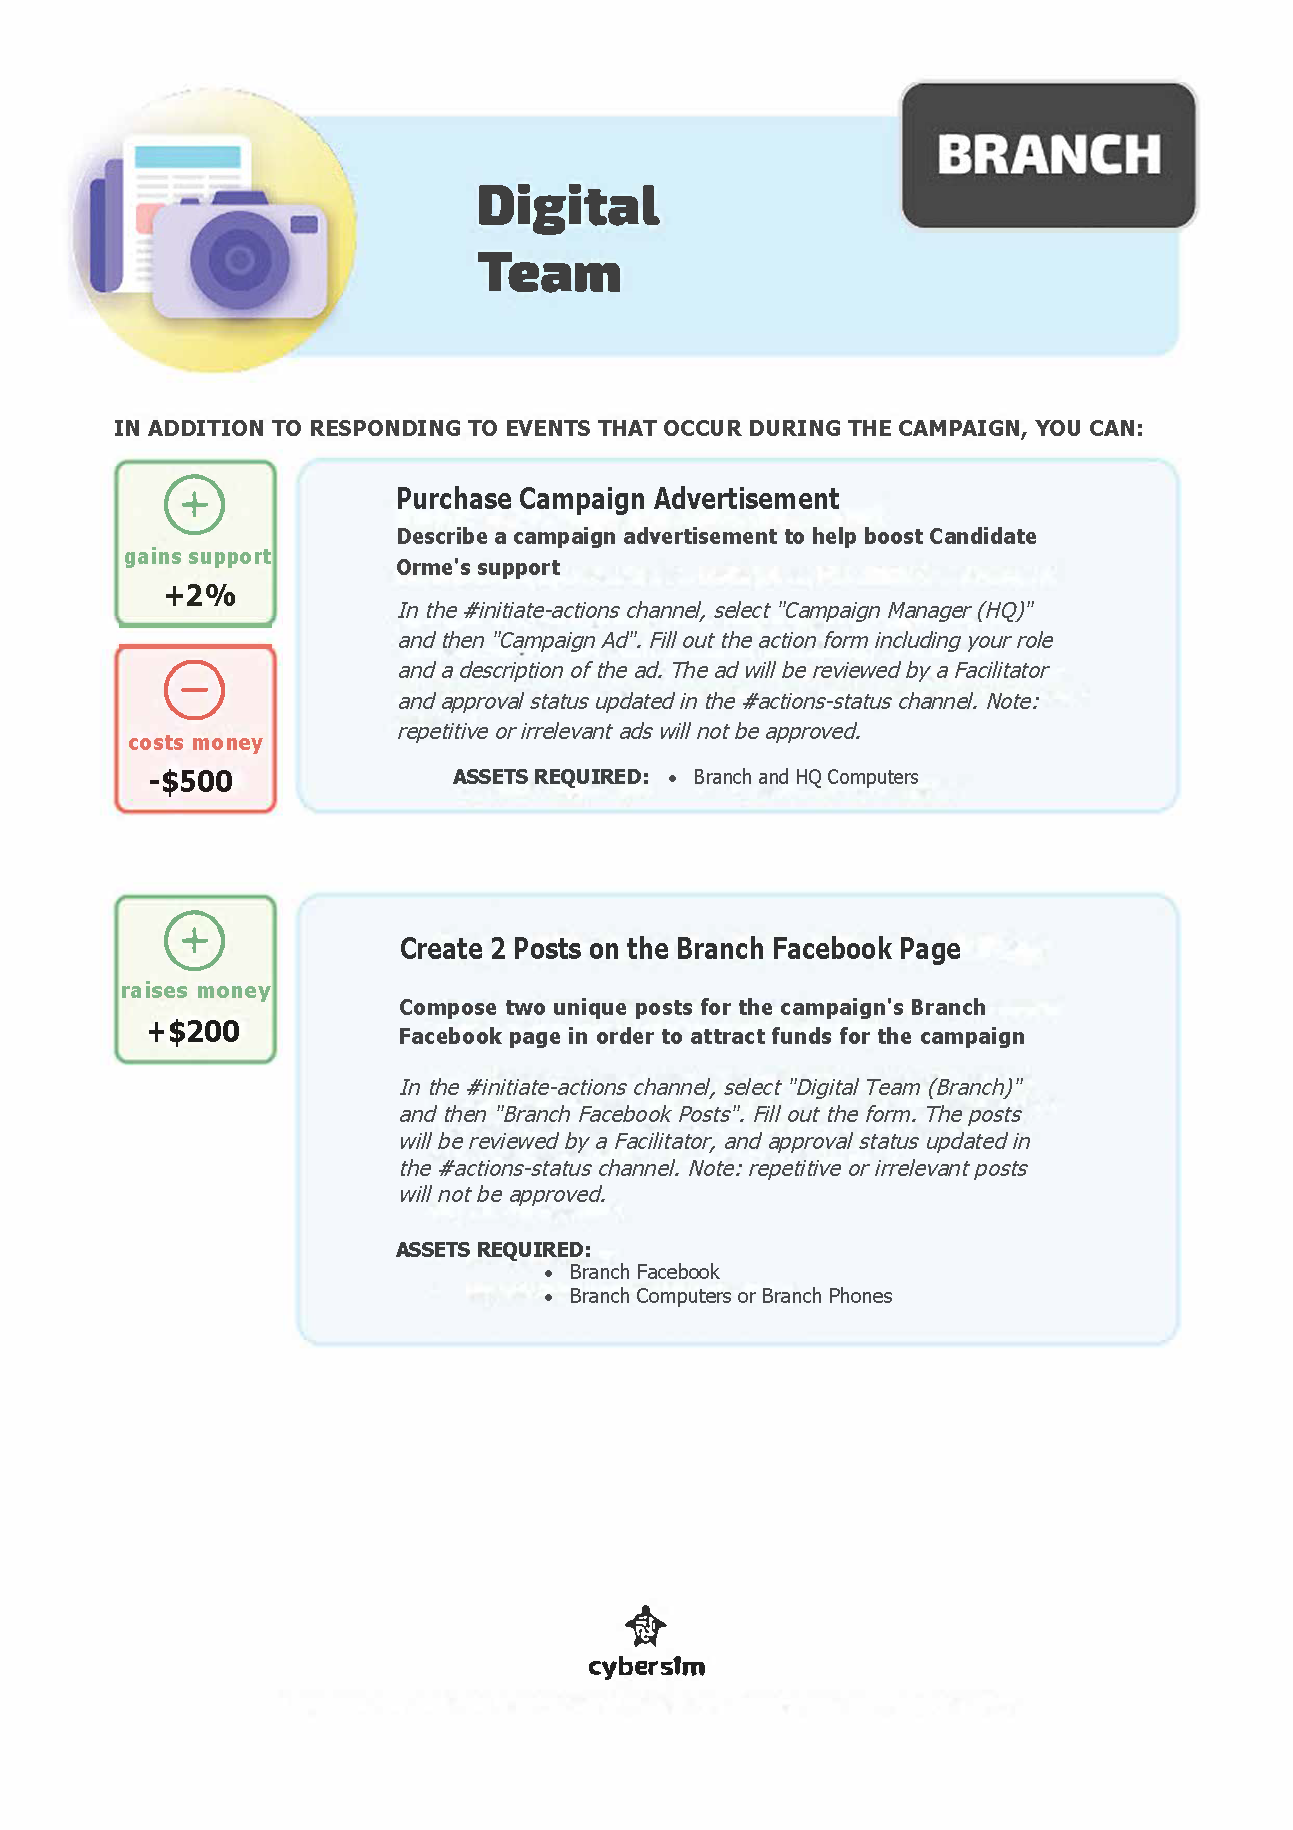 BRANCH
Digital
Team
IN ADDITION TO RESPONDING TO EVENTS THAT OCCUR DURING THE CAMPAIGN, YOU CAN:
gains support
+2%
costs money
-$500
Purchase Campaign Advertisement
Describe a campaign advertisement to help boost Candidate
Orme's support
In the #initiate-actions channel, select "Campaign Manager (HQ)"
and then "Campaign Ad". Fill out the action form including your role
and a description of the ad. The ad will be reviewed by a Facilitator
and approval status updated in the #actions-status channel. Note:
repetitive or irrelevant ads will not be approved.
ASSETS REQUIRED: • Branch and HQ Computers
raises money
+$200
Create 2 Posts on the Branch Facebook Page
Compose two unique posts for the campaign's Branch
Facebook page in order to attract funds for the campaign
In the #initiate-actions channel, select "Digital Team (Branch)"
and then "Branch Facebook Posts". Fill out the form. The posts
will be reviewed by a Facilitator, and approval status updated in
the #actions-status channel. Note: repetitive or irrelevant posts
will not be approved.
ASSETS REQUIRED:
• Branch Facebook
• Branch Computers or Branch Phones
cybersim